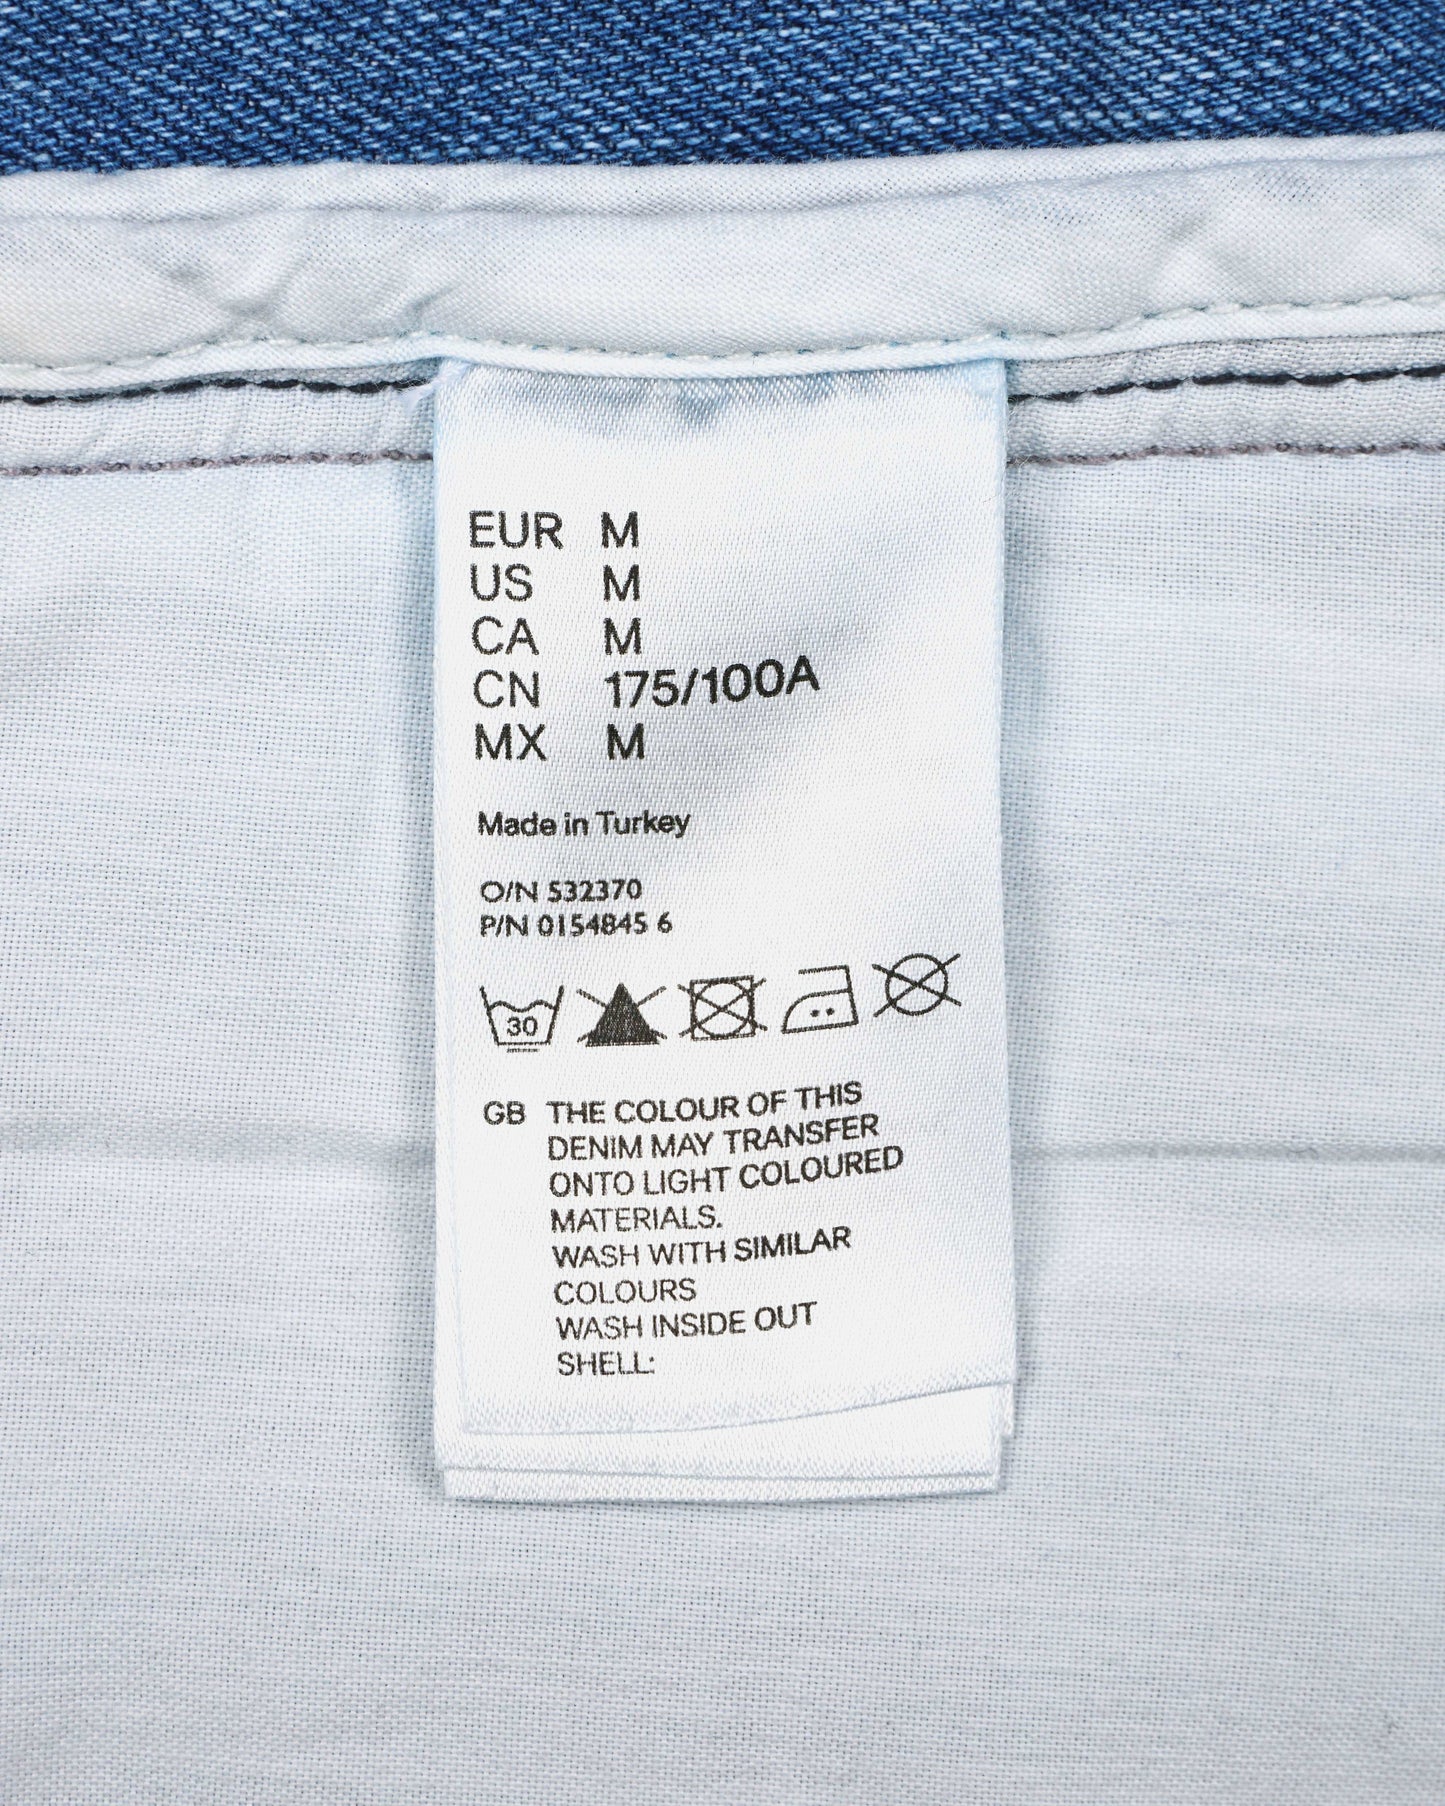 EUR M
US M
CA M
CN 175/100A
MX M
Made in Turkey
O/N 532370
P/N 0154845 6
30
GB THE COLOUR OF THIS
DENIM MAY TRANSFER
ONTO LIGHT COLOURED
MATERIALS.
WASH WITH SIMILAR
COLOURS
WASH INSIDE OUT
SHELL: